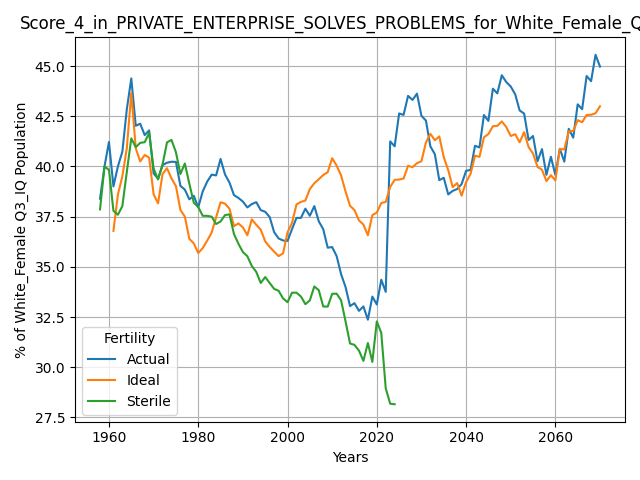 Score_4_in_PRIVATE_ENTERPRISE_SOLVES_PROBLEMS_for_White_Female_Q
45.0
42.5
40.0
37.5
35.0
32.5
30.0
27.5
% of White_Female Q3_IQ Population
Fertility
Actual
Ideal
Sterile
1960
1980
2000
2020
2040
2060
Years